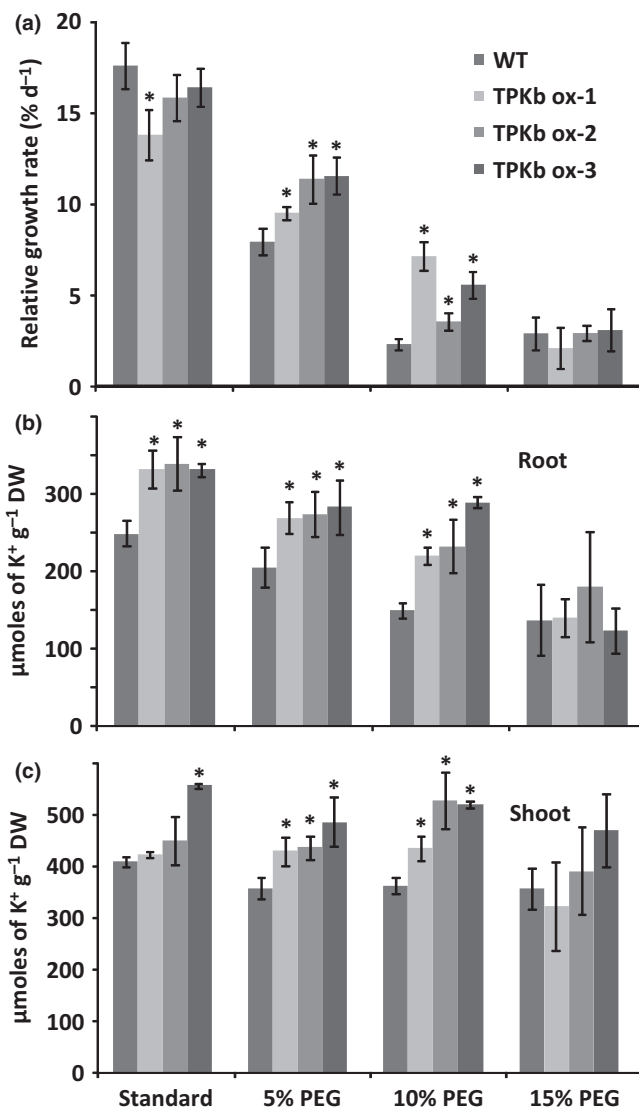 (a)
Relative growth rate (% d⁻¹)
20
15
10
5
0
WT
TPKb ox-1
TPKb ox-2
TPKb ox-3
* * * * * * *
(b)
µmoles of K⁺ g⁻¹ DW
300
200
100
0
Root
* * * * * * * * *
(c)
µmoles of K⁺ g⁻¹ DW
500
400
300
200
100
0
Shoot
* * * * * * *
Standard 5% PEG 10% PEG 15% PEG